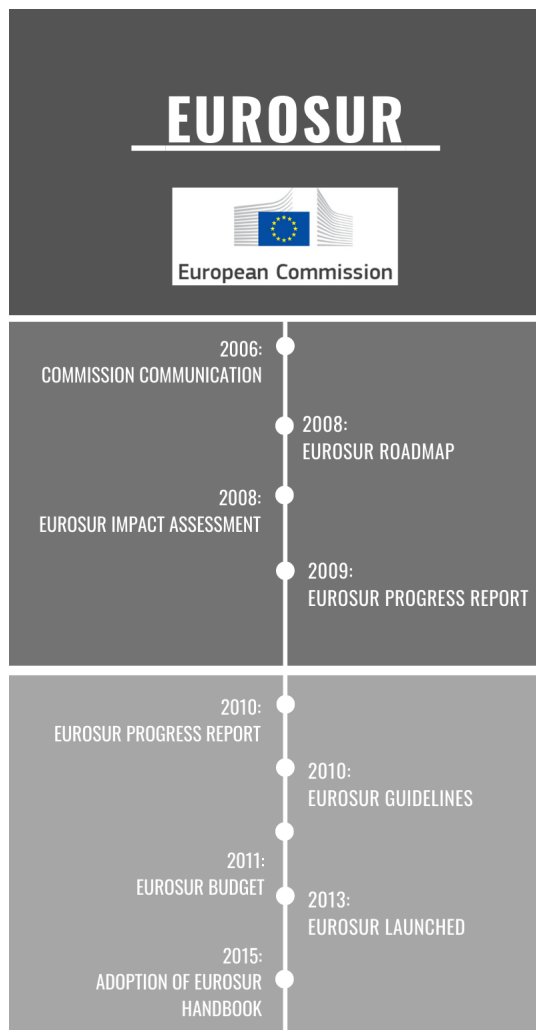 EUROSUR
European Commission
2006:
COMMISSION COMMUNICATION
2008:
EUROSUR ROADMAP
2008:
EUROSUR IMPACT ASSESSMENT
2009:
EUROSUR PROGRESS REPORT
2010:
EUROSUR PROGRESS REPORT
2010:
EUROSUR GUIDELINES
2011:
EUROSUR BUDGET
2013:
EUROSUR LAUNCHED
2015:
ADOPTION OF EUROSUR
HANDBOOK